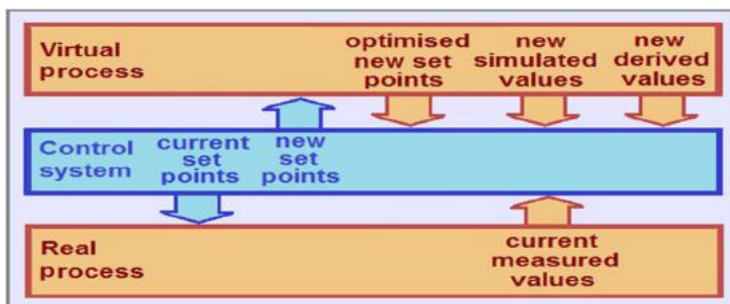 Virtual process
optimised new set points
new simulated values
new derived values
Control system
current set points
new set points
Real process
current measured values